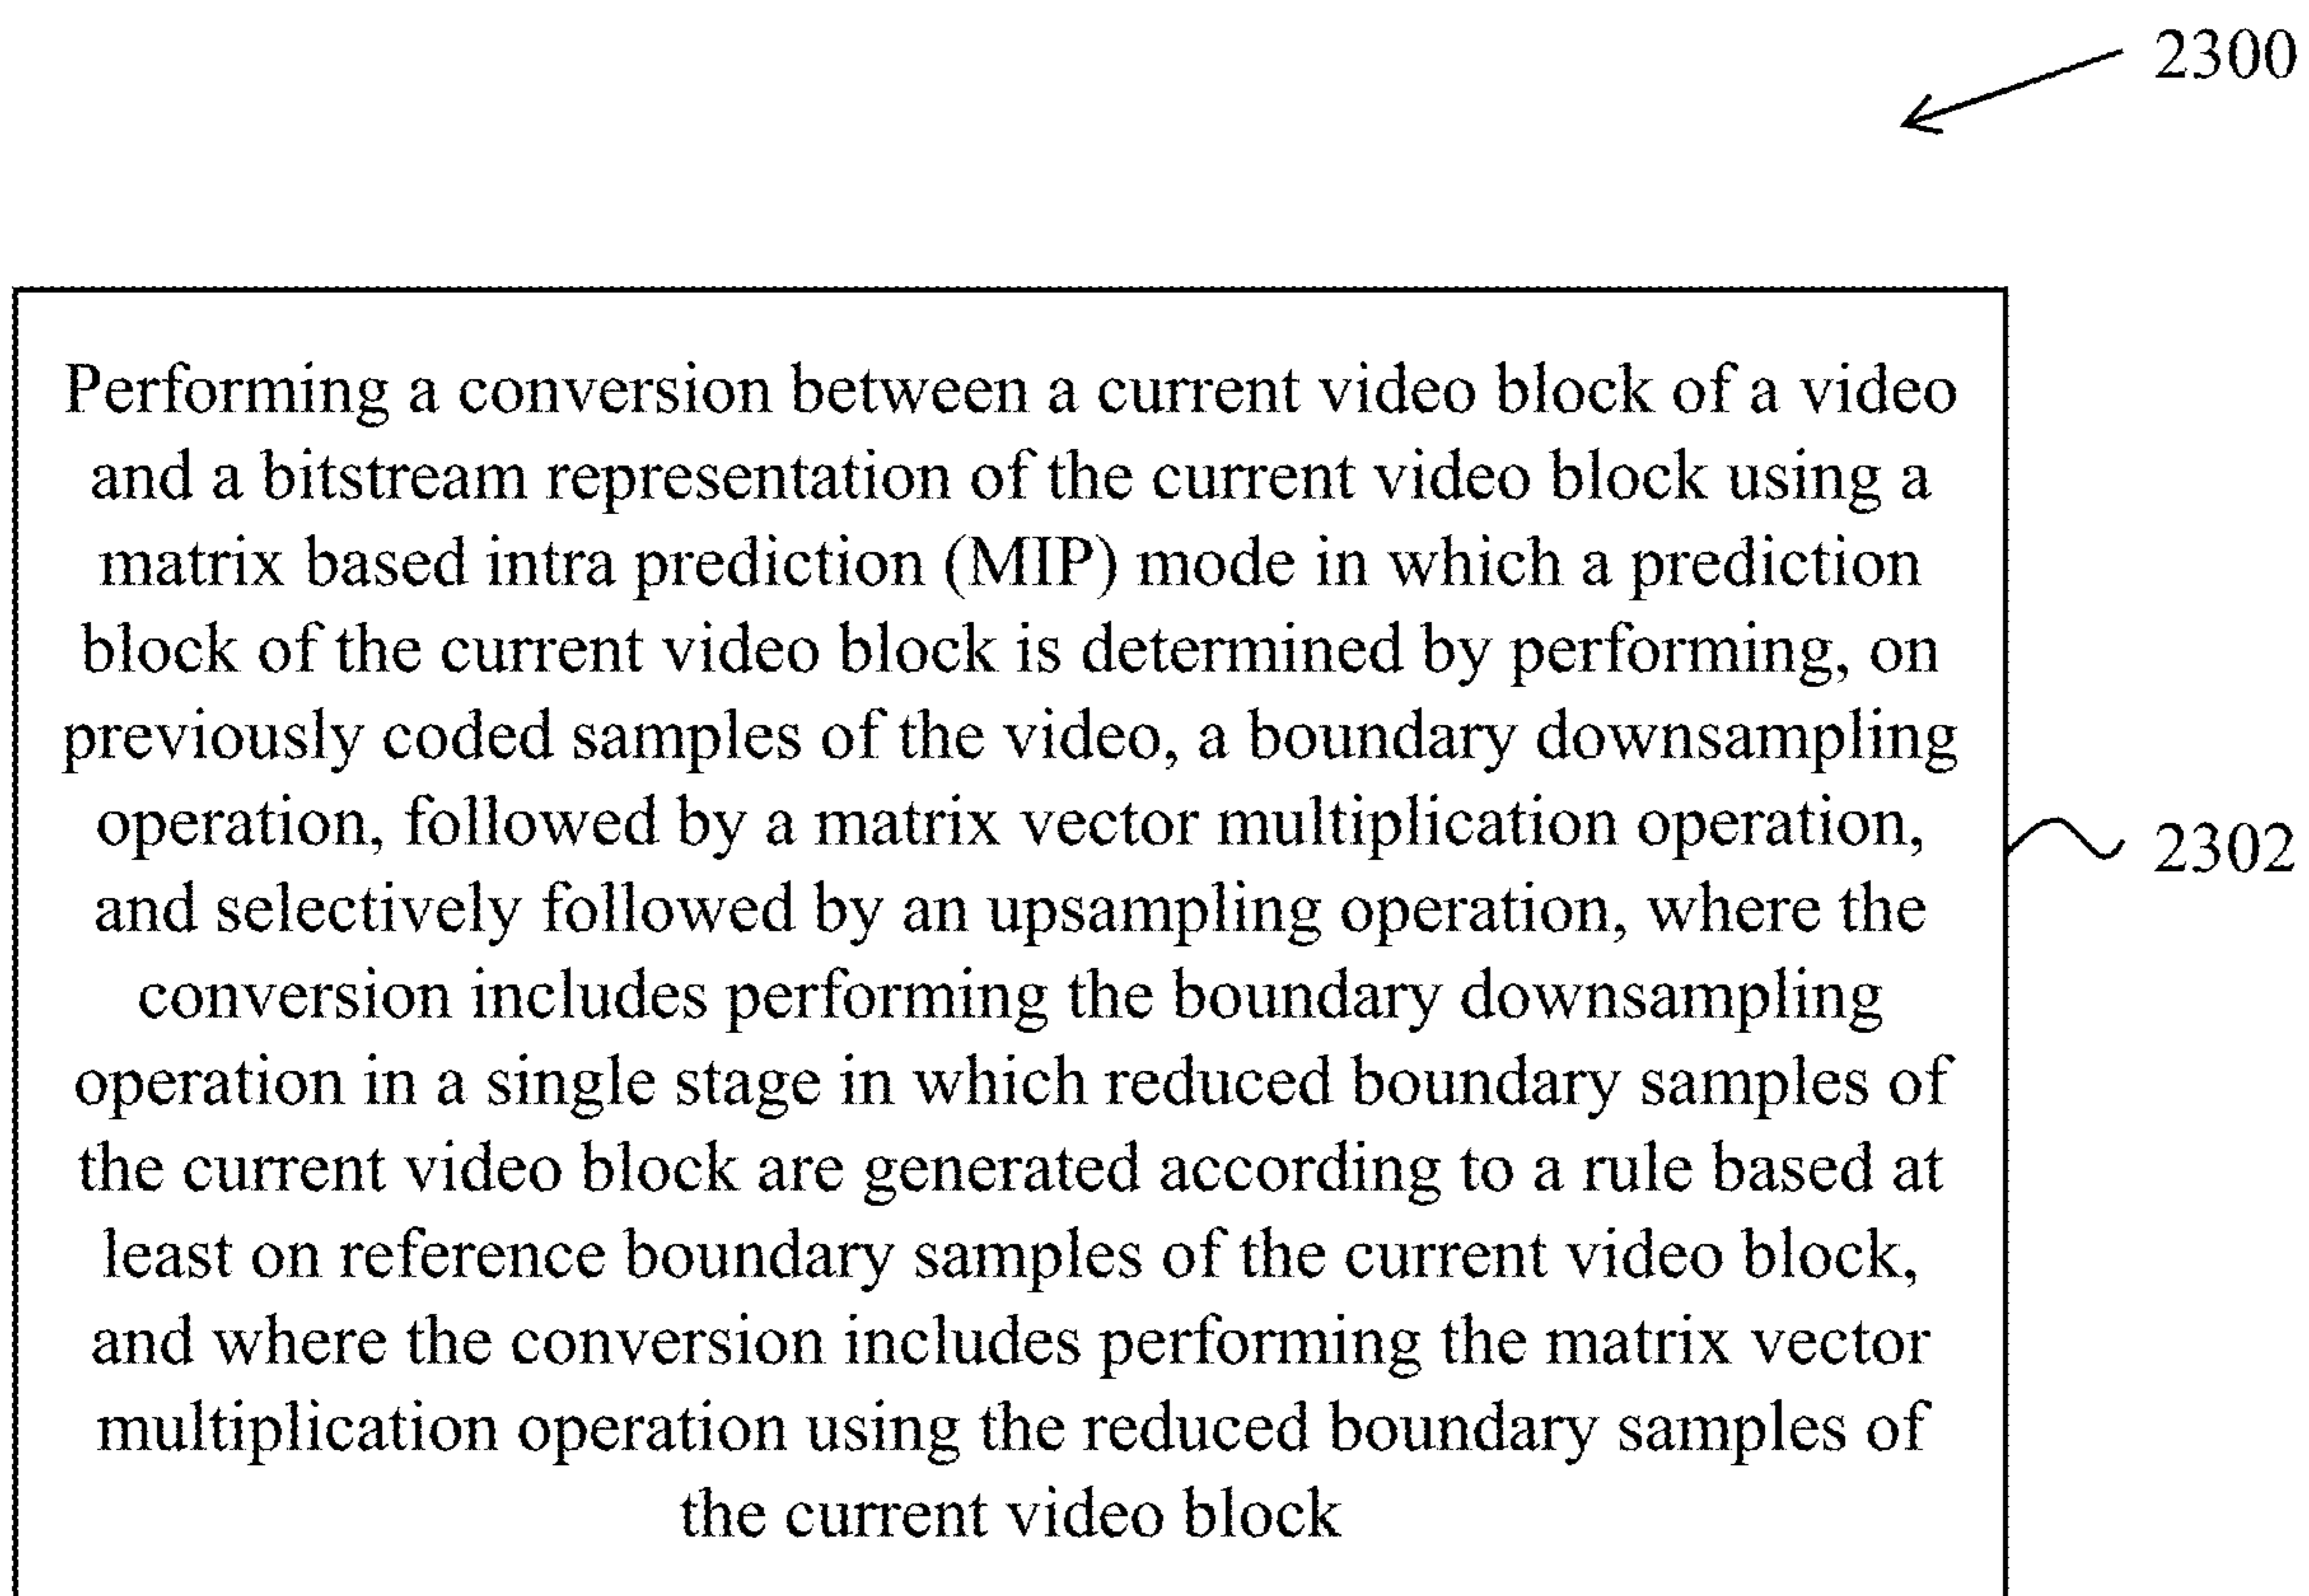 2300
Performing a conversion between a current video block of a video
and a bitstream representation of the current video block using a
matrix based intra prediction (MIP) mode in which a prediction
block of the current video block is determined by performing, on
previously coded samples of the video, a boundary downsampling
operation, followed by a matrix vector multiplication operation,
and selectively followed by an upsampling operation, where the
conversion includes performing the boundary downsampling
operation in a single stage in which reduced boundary samples of
the current video block are generated according to a rule based at
least on reference boundary samples of the current video block,
and where the conversion includes performing the matrix vector
multiplication operation using the reduced boundary samples of
the current video block
2302